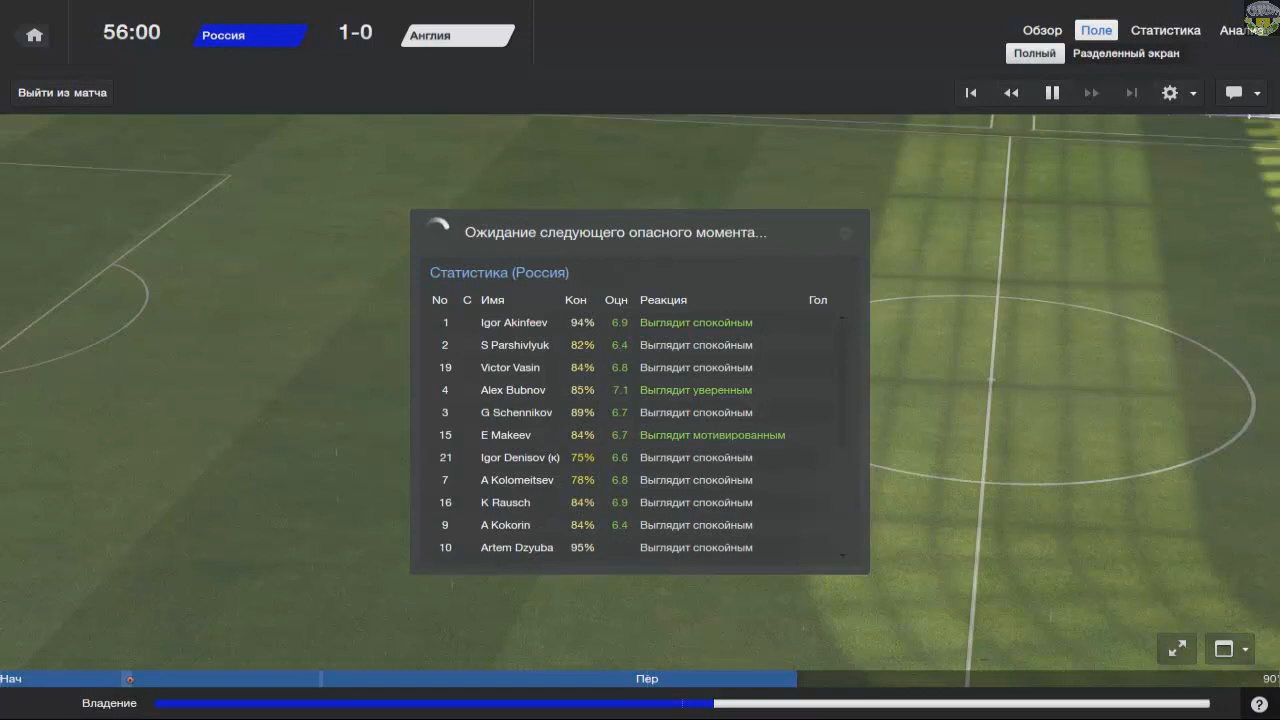 56:00 Россия 1-0 Англия
Обзор Поле Статистика Анализ
Полный Разделенный экран
Выйти из матча
Ожидание следующего опасного момента...
Статистика (Россия)
No С Имя Кон Оцн Реакция Гол
1 Igor Akinfeev 94% 6.9 Выглядит спокойным
2 S Parshivlyuk 82% 6.4 Выглядит спокойным
19 Victor Vasin 84% 6.8 Выглядит спокойным
4 Alex Bubnov 85% 7.1 Выглядит уверенным
3 G Schennikov 89% 6.7 Выглядит спокойным
15 E Makeev 84% 6.7 Выглядит мотивированным
21 Igor Denisov (к) 75% 6.6 Выглядит спокойным
7 A Kolomeitsev 78% 6.8 Выглядит спокойным
16 K Rausch 84% 6.9 Выглядит спокойным
9 A Kokorin 84% 6.4 Выглядит спокойным
10 Artem Dzyuba 95% Выглядит спокойным
Нач Пер 90'
Владение ?